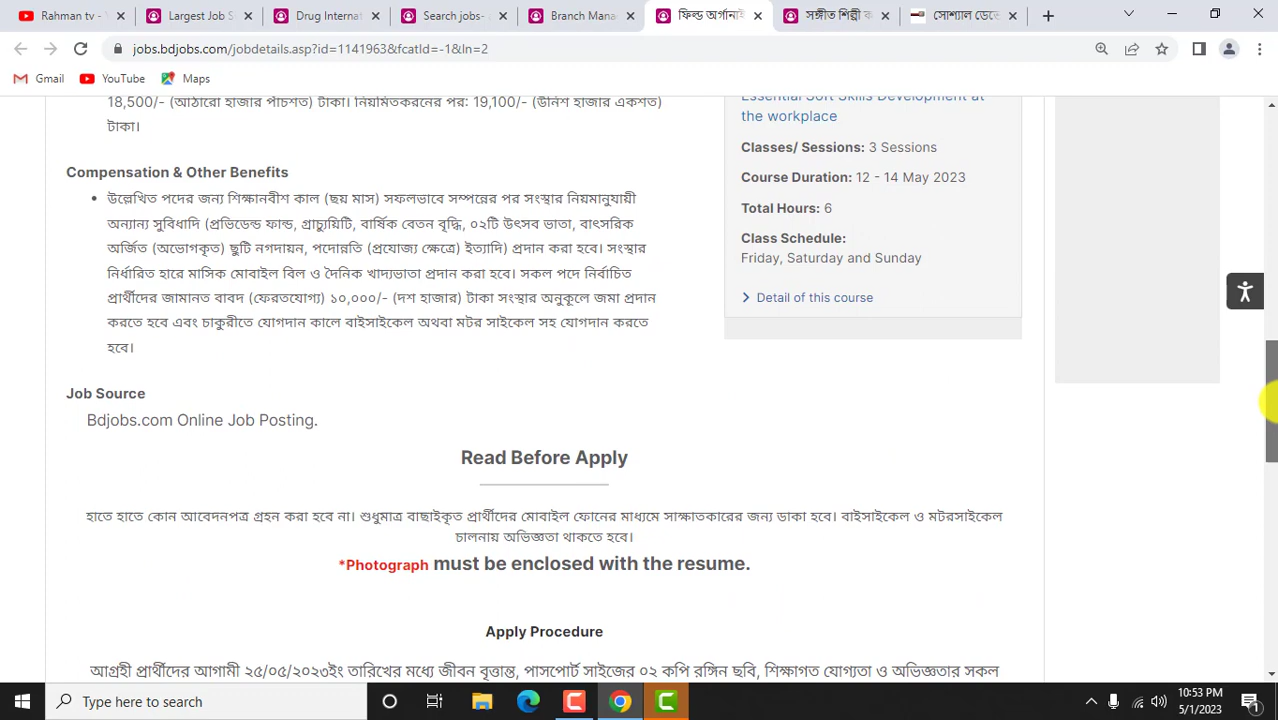 Rahman tv - 
Largest Job S
Drug Internat
Search jobs- 
Branch Mana
ফিল্ড অর্গানাই
সঙ্গীত শিল্পী ক
সোশ্যাল ডেভে
jobs.bdjobs.com/jobdetails.asp?id=1141963&fcatId=-1&ln=2
Gmail YouTube Maps
18,500/- (আঠারো হাজার পাঁচশত) টাকা। নিয়মিতকরনের পর: 19,100/- (উনিশ হাজার একশত)
টাকা।
Compensation & Other Benefits
• উল্লেখিত পদের জন্য শিক্ষানবীশ কাল (ছয় মাস) সফলভাবে সম্পন্নের পর সংস্থার নিয়মানুযায়ী
অন্যান্য সুবিধাদি (প্রভিডেন্ড ফান্ড, গ্রাচ্যুয়িটি, বার্ষিক বেতন বৃদ্ধি, ০২টি উৎসব ভাতা, বাৎসরিক
অর্জিত (অভোগকৃত) ছুটি নগদায়ন, পদোন্নতি (প্রযোজ্য ক্ষেত্রে) ইত্যাদি) প্রদান করা হবে। সংস্থার
নির্ধারিত হারে মাসিক মোবাইল বিল ও দৈনিক খাদ্যভাতা প্রদান করা হবে। সকল পদে নির্বাচিত
প্রার্থীদের জামানত বাবদ (ফেরতযোগ্য) ১০,০০০/- (দশ হাজার) টাকা সংস্থার অনুকূলে জমা প্রদান
করতে হবে এবং চাকুরীতে যোগদান কালে বাইসাইকেল অথবা মটর সাইকেল সহ যোগদান করতে
হবে।
Job Source
Bdjobs.com Online Job Posting.
Essential Soft Skills Development at
the workplace
Classes/ Sessions: 3 Sessions
Course Duration: 12 - 14 May 2023
Total Hours: 6
Class Schedule:
Friday, Saturday and Sunday
Detail of this course
Read Before Apply
হাতে হাতে কোন আবেদনপত্র গ্রহন করা হবে না। শুধুমাত্র বাছাইকৃত প্রার্থীদের মোবাইল ফোনের মাধ্যমে সাক্ষাতকারের জন্য ডাকা হবে। বাইসাইকেল ও মটরসাইকেল
চালনায় অভিজ্ঞতা থাকতে হবে।
*Photograph must be enclosed with the resume.
Apply Procedure
আগ্রহী প্রার্থীদের আগামী ২৫/০৫/২০২৩ইং তারিখের মধ্যে জীবন বৃত্তান্ত, পাসপোর্ট সাইজের ০২ কপি রঙ্গিন ছবি, শিক্ষাগত যোগ্যতা ও অভিজ্ঞতার সকল
Type here to search
10:53 PM
5/1/2023
1